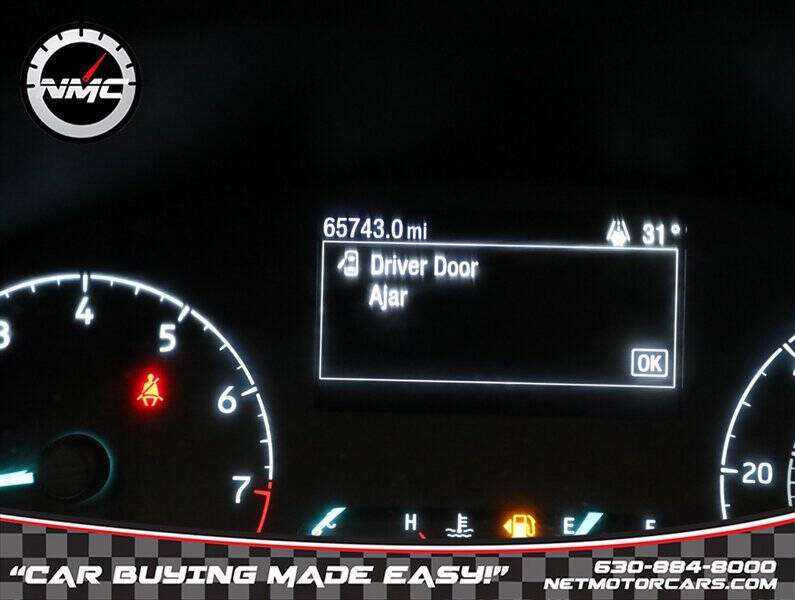 NMC
65743.0 mi 31°
Driver Door
Ajar
OK
3 4 5 6 7
20
H E F
"CAR BUYING MADE EASY!"
630-884-8000
NETMOTORCARS.COM